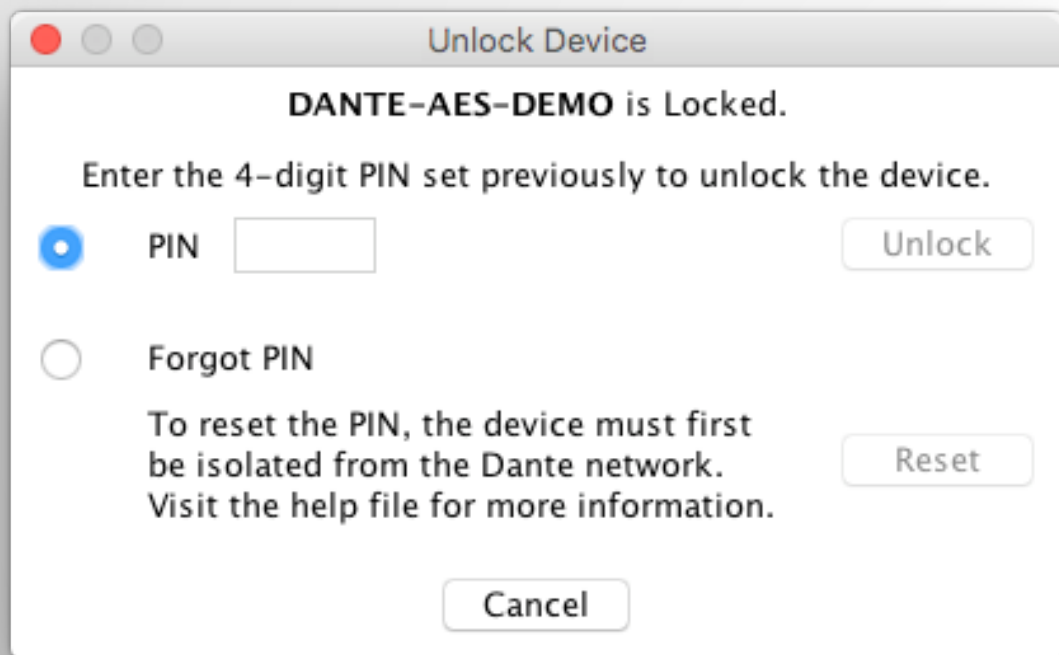 Unlock Device
DANTE-AES-DEMO is Locked.
Enter the 4-digit PIN set previously to unlock the device.
PIN
Unlock
Forgot PIN
To reset the PIN, the device must first
be isolated from the Dante network.
Visit the help file for more information.
Reset
Cancel